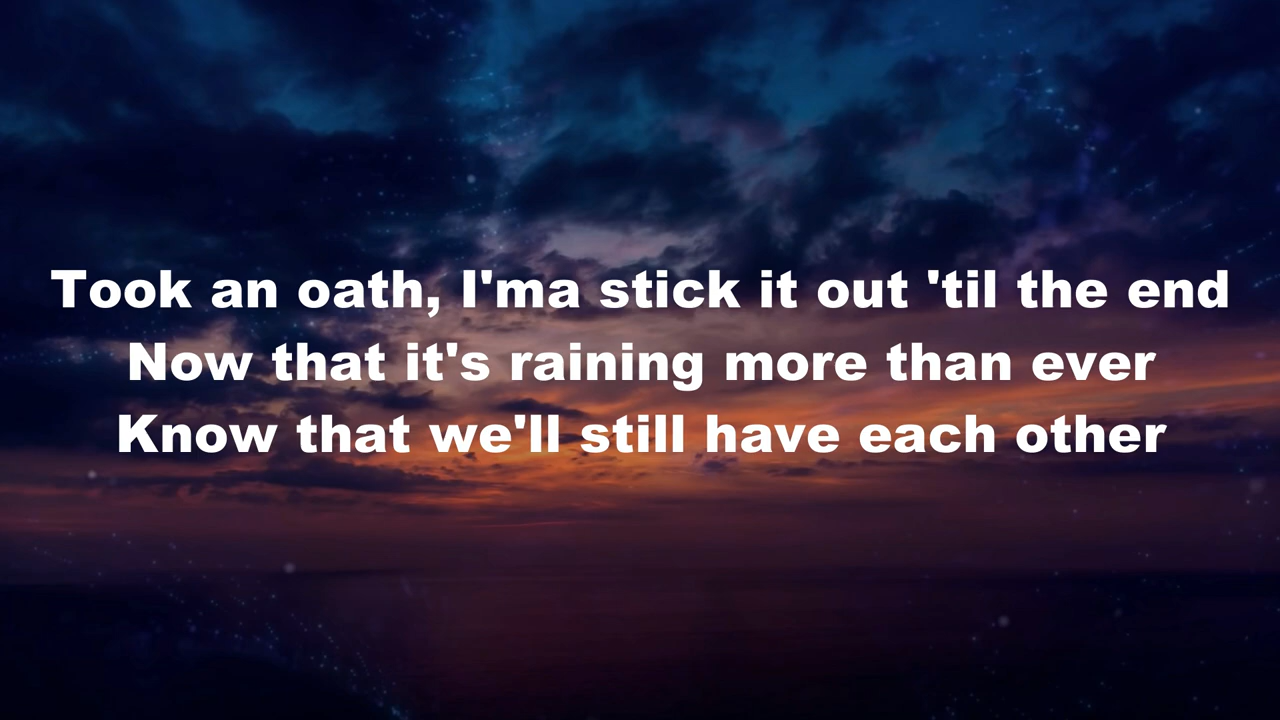 Took an oath, I'ma stick it out 'til the end
Now that it's raining more than ever
Know that we'll still have each other